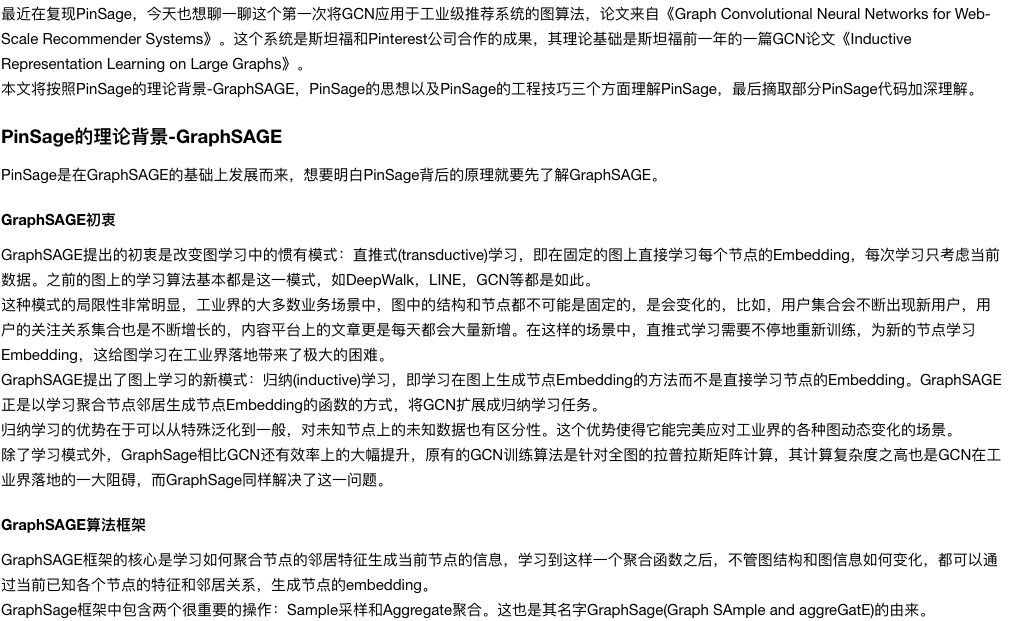 最近在复现PinSage，今天也想聊一聊这个第一次将GCN应用于工业级推荐系统的图算法，论文来自《Graph Convolutional Neural Networks for Web-
Scale Recommender Systems》。这个系统是斯坦福和Pinterest公司合作的成果，其理论基础是斯坦福前一年的一篇GCN论文《Inductive
Representation Learning on Large Graphs》。
本文将按照PinSage的理论背景-GraphSAGE，PinSage的思想以及PinSage的工程技巧三个方面理解PinSage，最后摘取部分PinSage代码加深理解。
PinSage的理论背景-GraphSAGE
PinSage是在GraphSAGE的基础上发展而来，想要明白PinSage背后的原理就要先了解GraphSAGE。
GraphSAGE初衷
GraphSAGE提出的初衷是改变图学习中的惯有模式：直推式(transductive)学习，即在固定的图上直接学习每个节点的Embedding，每次学习只考虑当前
数据。之前的图上的学习算法基本都是这一模式，如DeepWalk，LINE，GCN等都是如此。
这种模式的局限性非常明显，工业界的大多数业务场景中，图中的结构和节点都不可能是固定的，是会变化的，比如，用户集合会不断出现新用户，用
户的关注关系集合也是不断增长的，内容平台上的文章更是每天都会大量新增。在这样的场景中，直推式学习需要不停地重新训练，为新的节点学习
Embedding，这给图学习在工业界落地带来了极大的困难。
GraphSAGE提出了图上学习的新模式：归纳(inductive)学习，即学习在图上生成节点Embedding的方法而不是直接学习节点的Embedding。GraphSAGE
正是以学习聚合节点邻居生成节点Embedding的函数的方式，将GCN扩展成归纳学习任务。
归纳学习的优势在于可以从特殊泛化到一般，对未知节点上的未知数据也有区分性。这个优势使得它能完美应对工业界的各种图动态变化的场景。
除了学习模式外，GraphSage相比GCN还有效率上的大幅提升，原有的GCN训练算法是针对全图的拉普拉斯矩阵计算，其计算复杂度之高也是GCN在工
业界落地的一大阻碍，而GraphSage同样解决了这一问题。
GraphSAGE算法框架
GraphSAGE框架的核心是学习如何聚合节点的邻居特征生成当前节点的信息，学习到这样一个聚合函数之后，不管图结构和图信息如何变化，都可以通
过当前已知各个节点的特征和邻居关系，生成节点的embedding。
GraphSage框架中包含两个很重要的操作：Sample采样和Aggregate聚合。这也是其名字GraphSage(Graph SAmple and aggreGatE)的由来。